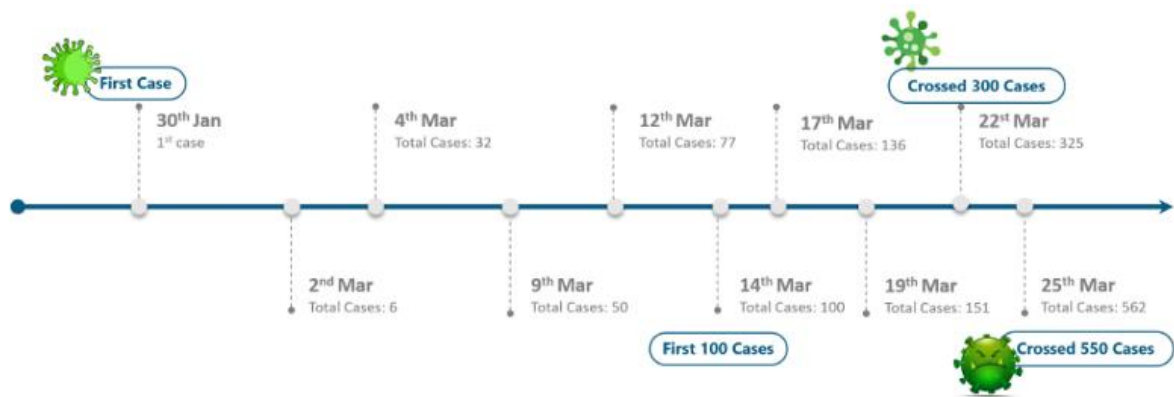 First Case
30th Jan
1st case
2nd Mar
Total Cases: 6
4th Mar
Total Cases: 32
9th Mar
Total Cases: 50
12th Mar
Total Cases: 77
14th Mar
Total Cases: 100
First 100 Cases
17th Mar
Total Cases: 136
19th Mar
Total Cases: 151
Crossed 300 Cases
22st Mar
Total Cases: 325
25th Mar
Total Cases: 562
Crossed 550 Cases